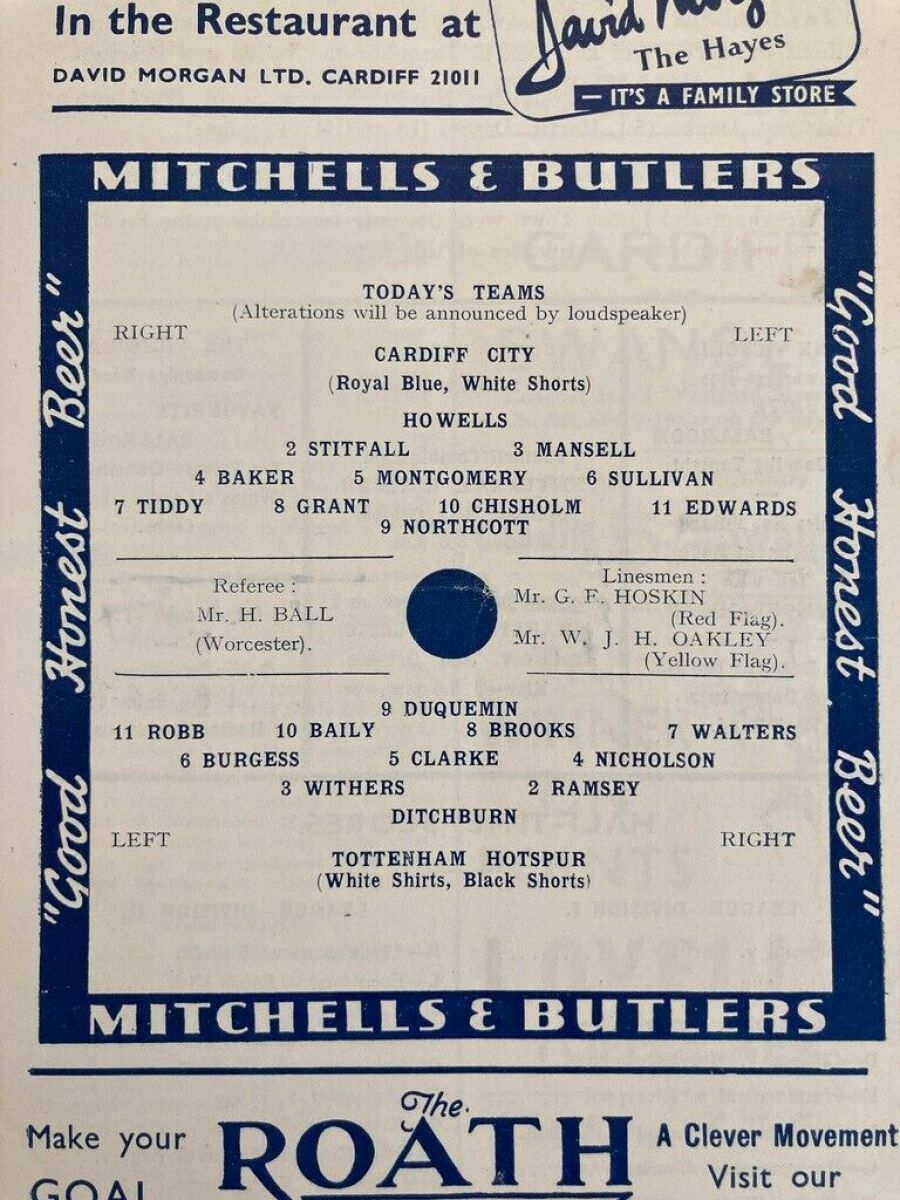 In the Restaurant at
DAVID MORGAN LTD. CARDIFF 21011
David
The Hayes
— IT'S A FAMILY STORE
MITCHELLS & BUTLERS
"Good Honest Beer"
"Good Honest Beer"
TODAY'S TEAMS
(Alterations will be announced by loudspeaker)
RIGHT LEFT
CARDIFF CITY
(Royal Blue, White Shorts)
HOWELLS
2 STITFALL 3 MANSELL
4 BAKER 5 MONTGOMERY 6 SULLIVAN
7 TIDDY 8 GRANT 10 CHISHOLM 11 EDWARDS
9 NORTHCOTT
Referee :
Mr. H. BALL
(Worcester).
Linesmen :
Mr. G. F. HOSKIN
(Red Flag).
Mr. W. J. H. OAKLEY
(Yellow Flag).
9 DUQUEMIN
11 ROBB 10 BAILY 8 BROOKS 7 WALTERS
6 BURGESS 5 CLARKE 4 NICHOLSON
3 WITHERS 2 RAMSEY
DITCHBURN
LEFT RIGHT
TOTTENHAM HOTSPUR
(White Shirts, Black Shorts)
MITCHELLS & BUTLERS
The
ROATH
Make your
GOAL
A Clever Movement
Visit our